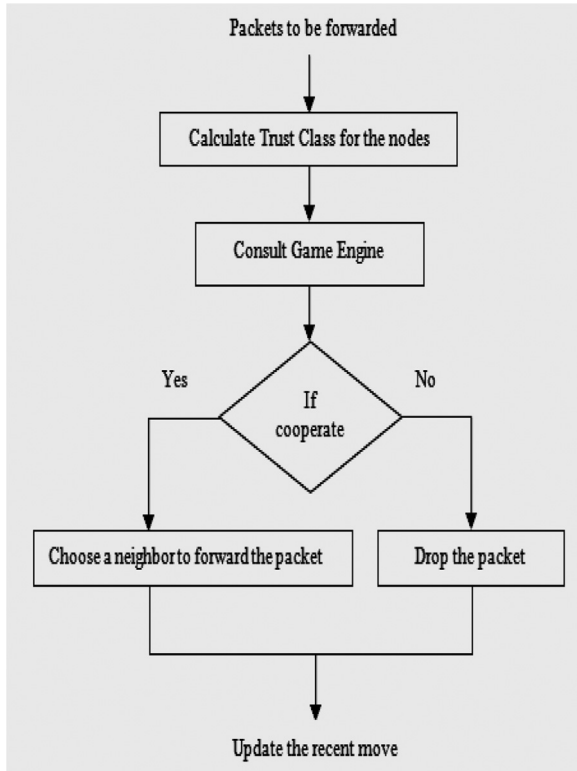 Packets to be forwarded
Calculate Trust Class for the nodes
Consult Game Engine
Yes
No
If
cooperate
Choose a neighbor to forward the packet
Drop the packet
Update the recent move